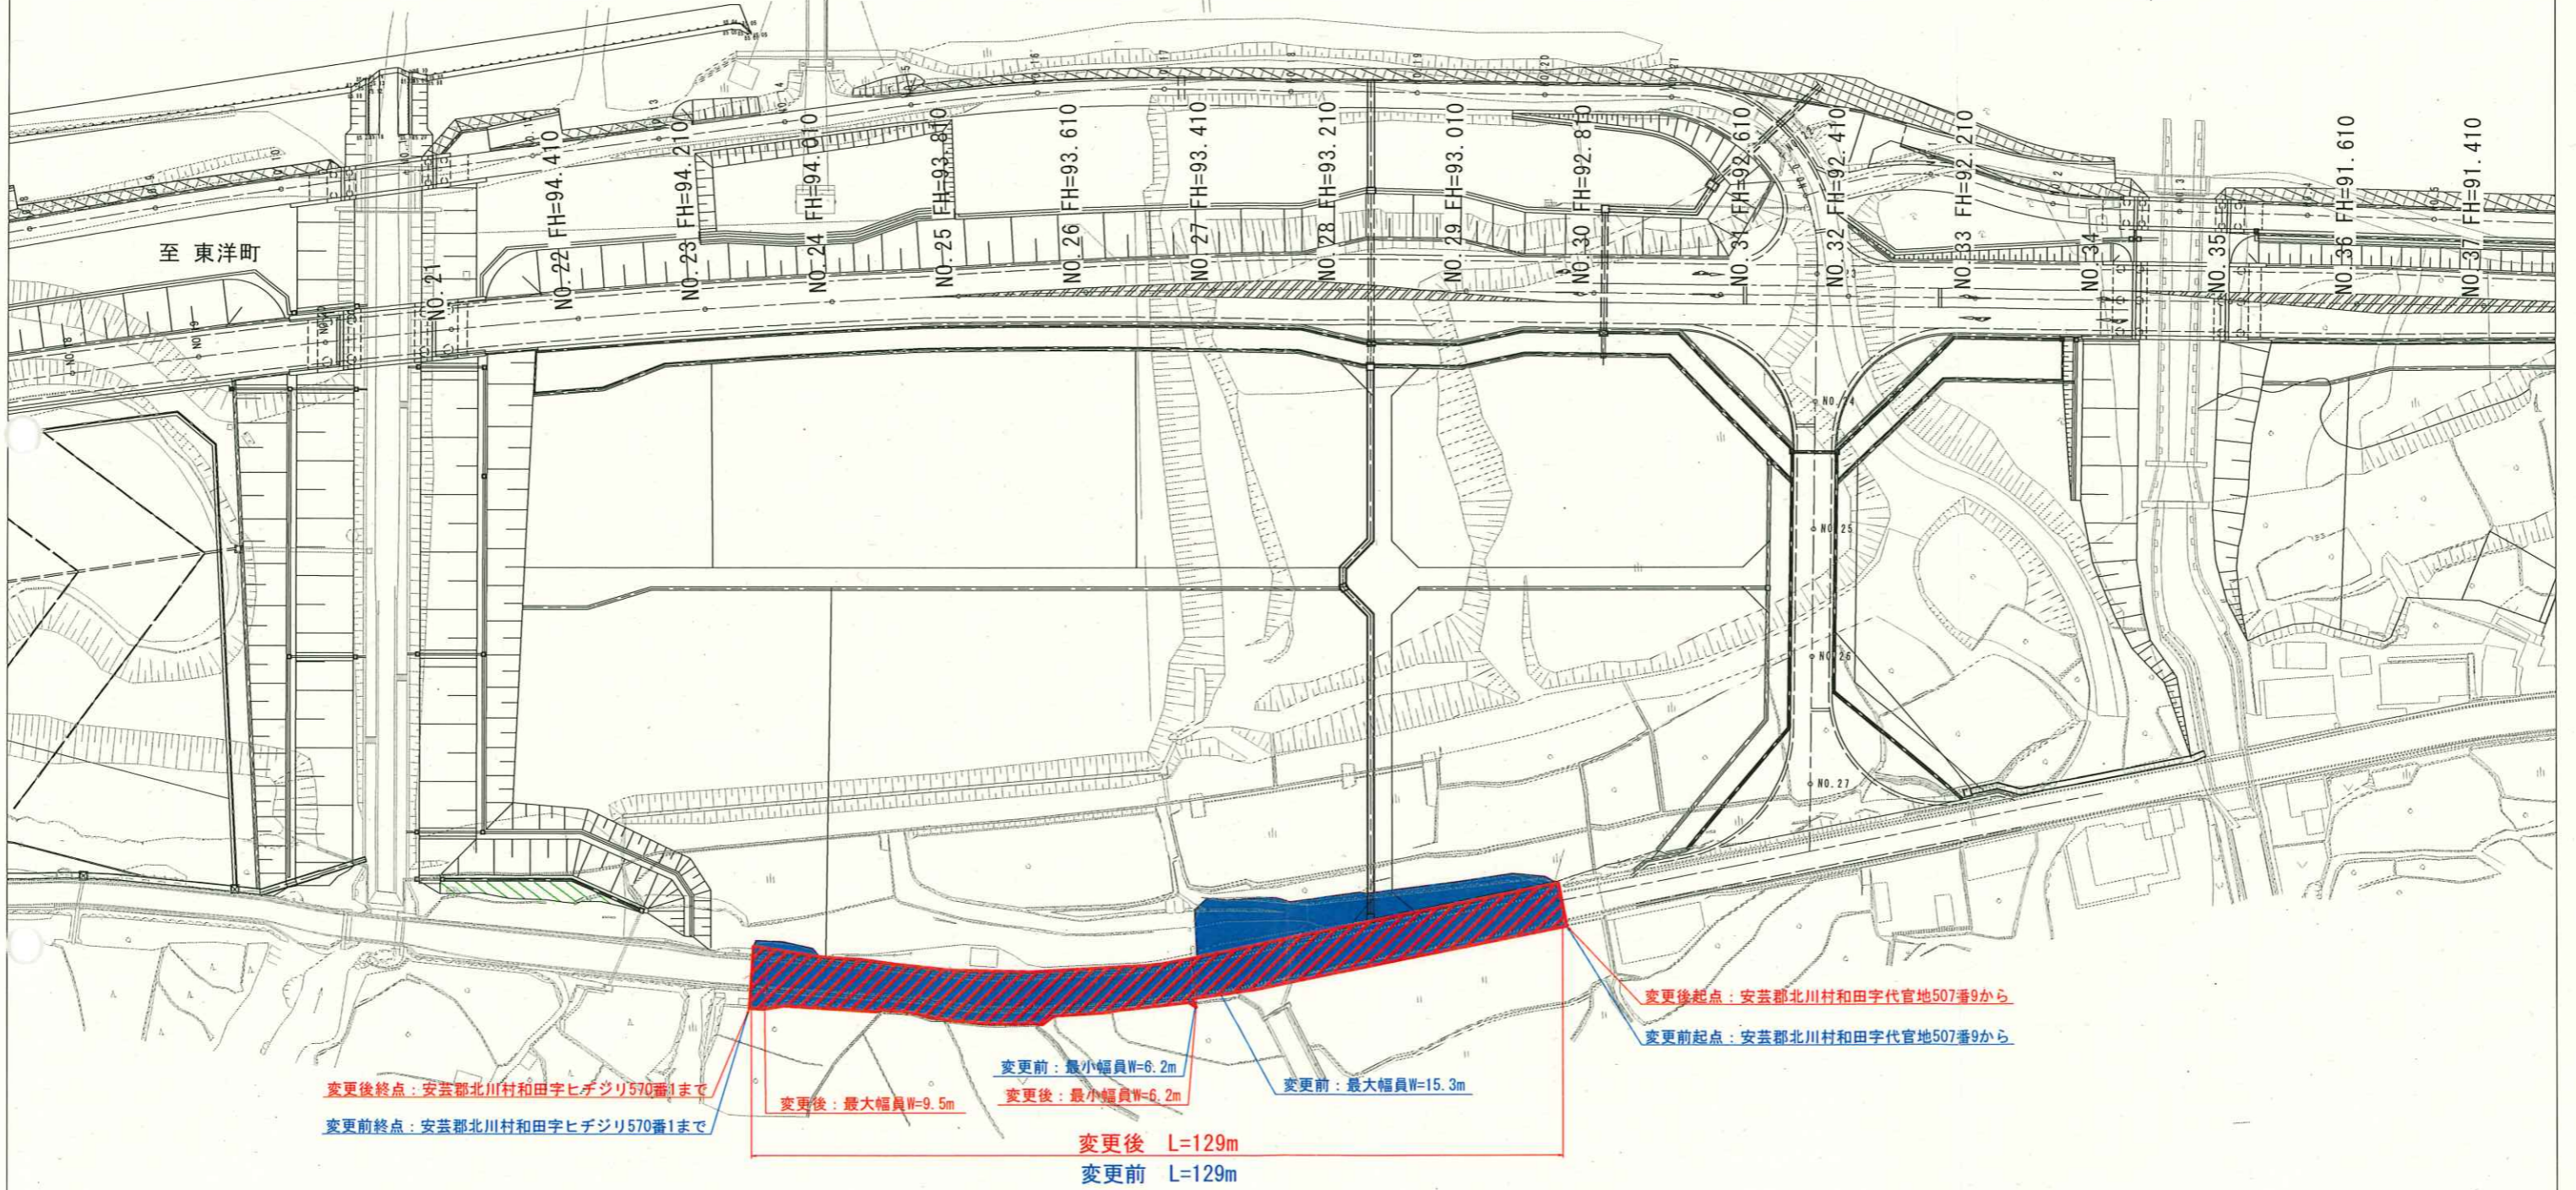 至 東洋町
NO.18
NO.19
NO.21
NO.22 FH=94.410
NO.23 FH=94.210
NO.24 FH=94.010
NO.25 FH=93.810
NO.26 FH=93.610
NO.27 FH=93.410
NO.28 FH=93.210
NO.29 FH=93.010
NO.30 FH=92.810
NO.31 FH=92.610
NO.32 FH=92.410
NO.33 FH=92.210
NO.34
NO.35
NO.36 FH=91.610
NO.37 FH=91.410
NO.24
NO.25
NO.26
NO.27
変更後起点：安芸郡北川村和田字代官地507番9から
変更前起点：安芸郡北川村和田字代官地507番9から
変更前：最小幅員W=6.2m
変更後：最小幅員W=6.2m
変更前：最大幅員W=15.3m
変更後：最大幅員W=9.5m
変更後終点：安芸郡北川村和田字ヒヂジリ570番1まで
変更前終点：安芸郡北川村和田字ヒヂジリ570番1まで
変更後 L=129m
変更前 L=129m